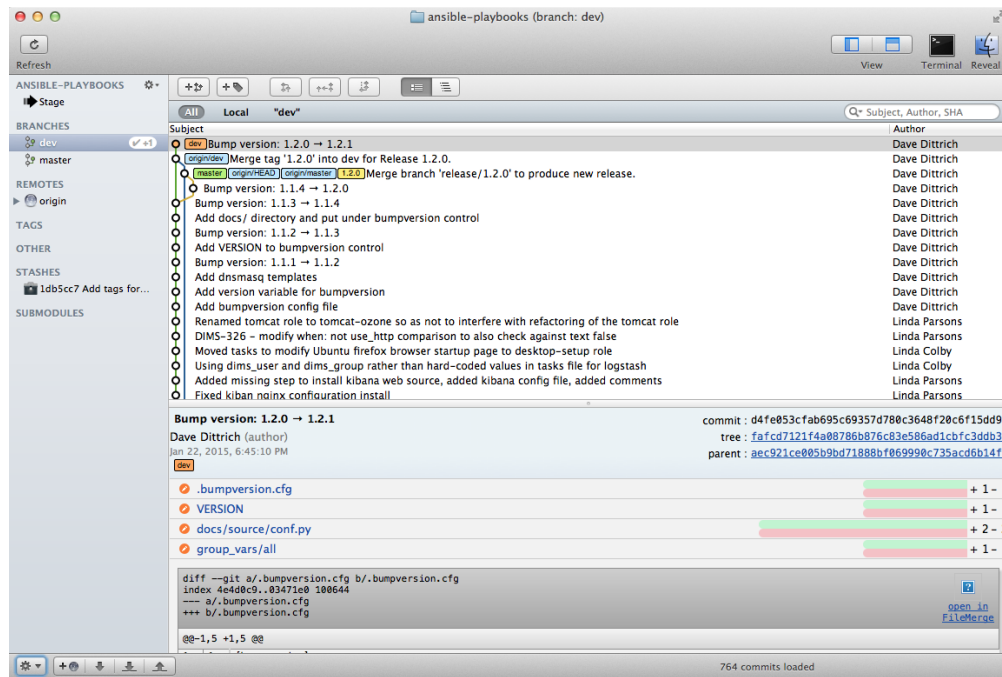 ansible-playbooks (branch: dev)
Refresh
View Terminal Reveal
ANSIBLE-PLAYBOOKS
Stage
BRANCHES
dev +1
master
REMOTES
origin
TAGS
OTHER
STASHES
1db5cc7 Add tags for...
SUBMODULES
All Local "dev"
Subject, Author, SHA
Subject Author
dev Bump version: 1.2.0 → 1.2.1 Dave Dittrich
origin/dev Merge tag '1.2.0' into dev for Release 1.2.0. Dave Dittrich
master origin/HEAD origin/master 1.2.0 Merge branch 'release/1.2.0' to produce new release. Dave Dittrich
Bump version: 1.1.4 → 1.2.0 Dave Dittrich
Bump version: 1.1.3 → 1.1.4 Dave Dittrich
Add docs/ directory and put under bumpversion control Dave Dittrich
Bump version: 1.1.2 → 1.1.3 Dave Dittrich
Add VERSION to bumpversion control Dave Dittrich
Bump version: 1.1.1 → 1.1.2 Dave Dittrich
Add dnsmasq templates Dave Dittrich
Add version variable for bumpversion Dave Dittrich
Add bumpversion config file Dave Dittrich
Renamed tomcat role to tomcat-ozone so as not to interfere with refactoring of the tomcat role Linda Parsons
DIMS-326 - modify when: not use_http comparison to also check against text false Linda Parsons
Moved tasks to modify Ubuntu firefox browser startup page to desktop-setup role Linda Colby
Using dims_user and dims_group rather than hard-coded values in tasks file for logstash Linda Colby
Added missing step to install kibana web source, added kibana config file, added comments Linda Parsons
Fixed kiban nginx configuration install Linda Parsons
Bump version: 1.2.0 → 1.2.1
commit : d4fe053cfab695c69357d780c3648f20c6f15dd9
Dave Dittrich (author)
tree : fafcd7121f4a08786b876c83e586ad1cbfc3ddb3
Jan 22, 2015, 6:45:10 PM
parent : aec921ce005b9bd71888bf069990c735acd6b14f
dev
.bumpversion.cfg + 1 -
VERSION + 1 -
docs/source/conf.py + 2 -
group_vars/all + 1 -
diff --git a/.bumpversion.cfg b/.bumpversion.cfg
index 4e4d0c9..03471e0 100644
--- a/.bumpversion.cfg
+++ b/.bumpversion.cfg
open in
FileMerge
@@-1,5 +1,5 @@
764 commits loaded